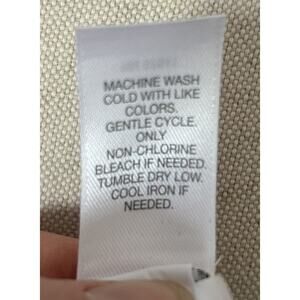 MACHINE WASH
COLD WITH LIKE
COLORS.
GENTLE CYCLE.
ONLY
NON-CHLORINE
BLEACH IF NEEDED.
TUMBLE DRY LOW.
COOL IRON IF
NEEDED.